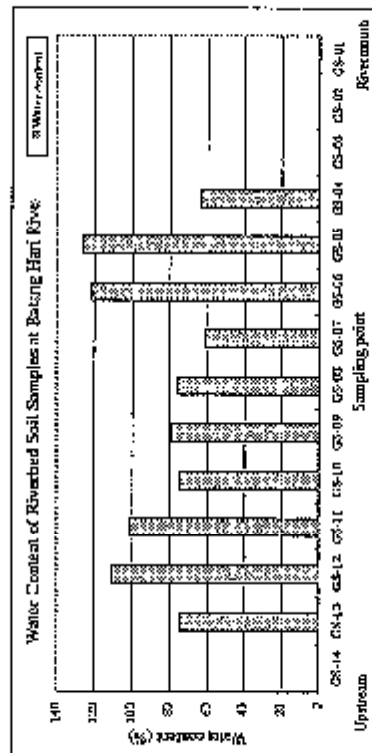 Water Content of Riverbed Soil Samples at Batang Hari River
Water content
Water content (%)
140
120
100
80
60
40
20
0
GS-14 GS-13 GS-12 GS-11 GS-10 GS-09 GS-08 GS-07 GS-06 GS-05 GS-04 GS-03 GS-02 GS-01
Upstream Sampling point Rivermouth